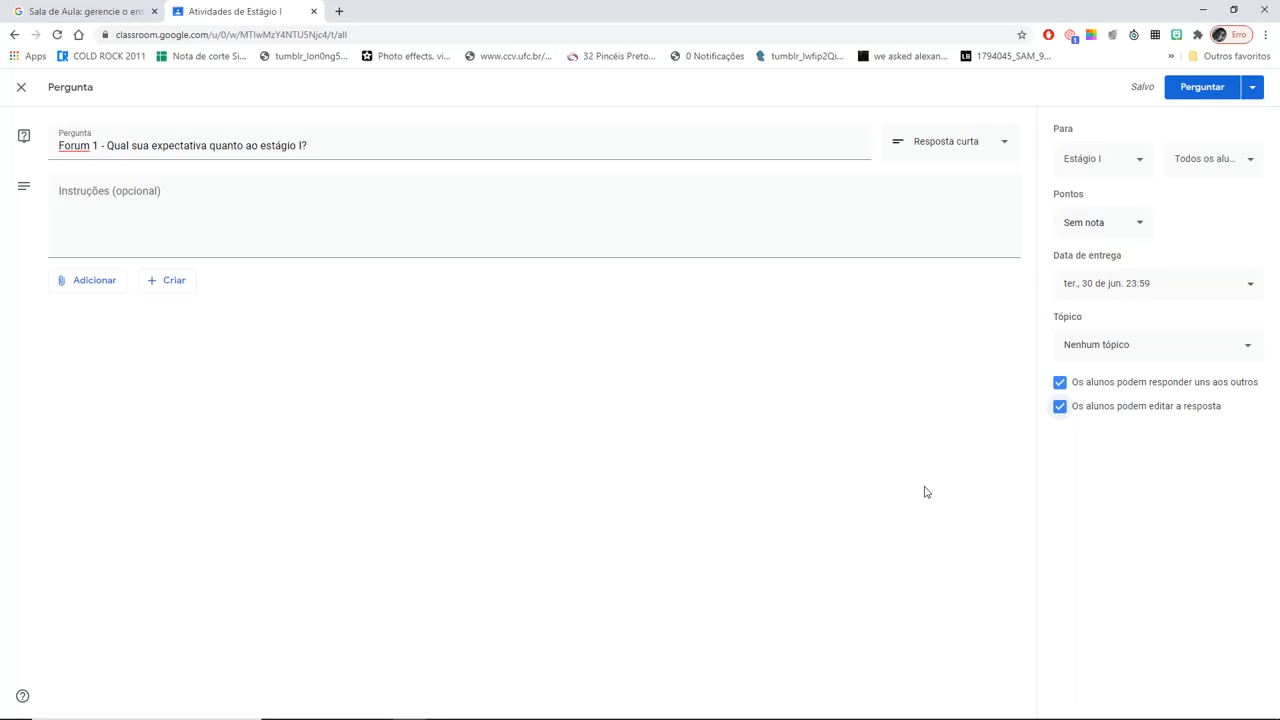 Sala de Aula: gerencie o ens
Atividades de Estágio I
classroom.google.com/u/0/w/MTIwMzY4NTU5Njc4/t/all
Erro
Apps
COLD ROCK 2011
Nota de corte Si...
tumblr_lon0ng5...
Photo effects, vi...
www.ccv.ufc.br/...
32 Pincéis Preto...
0 Notificações
tumblr_lwfip2Qi...
we asked alexan...
LB
1794045_SAM_9...
»
Outros favoritos
Pergunta
Salvo
Perguntar
Pergunta
Forum 1 - Qual sua expectativa quanto ao estágio I?
Resposta curta
Instruções (opcional)
Adicionar
Criar
Para
Estágio I
Todos os alu...
Pontos
Sem nota
Data de entrega
ter., 30 de jun. 23:59
Tópico
Nenhum tópico
Os alunos podem responder uns aos outros
Os alunos podem editar a resposta